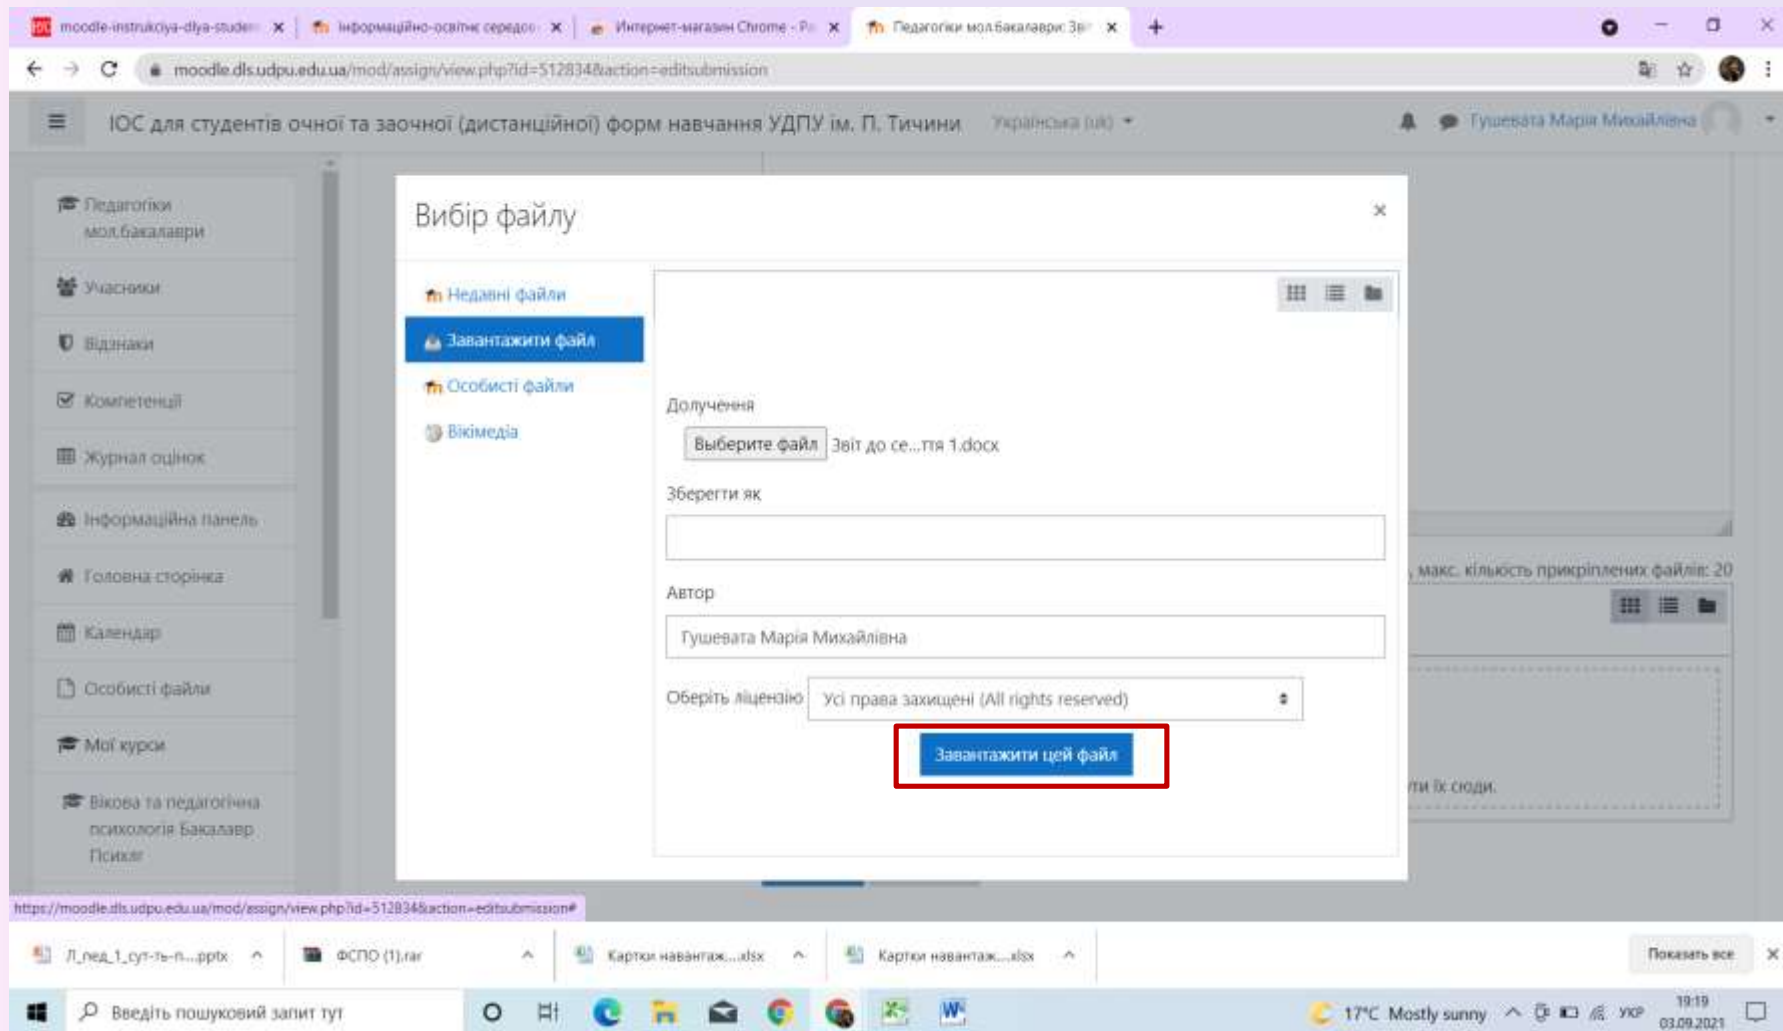 moodle-instrukciya-dlya-studen
Інформаційно-освітнє середов
Интернет-магазин Chrome - Ра
Педагогіки мол.бакалаври: Зві
moodle.dls.udpu.edu.ua/mod/assign/view.php?id=512834&action=editsubmission
ІОС для студентів очної та заочної (дистанційної) форм навчання УДПУ ім. П. Тичини
Українська (uk)
Гушевата Марія Михайлівна
Педагогіки
мол.бакалаври
Учасники
Відзнаки
Компетенції
Журнал оцінок
Інформаційна панель
Головна сторінка
Календар
Особисті файли
Мої курси
Вікова та педагогічна
психологія Бакалавр
Вибір файлу
Недавні файли
Завантажити файл
Особисті файли
Вікімедіа
Долучення
Выберите файл Звіт до се...ття 1.docx
Зберегти як
Автор
Гушевата Марія Михайлівна
Оберіть ліцензію Усі права захищені (All rights reserved)
Завантажити цей файл
, макс. кількість прикріплених файлів: 20
ти їх сюди.
https://moodle.dls.udpu.edu.ua/mod/assign/view.php?id=512834&action=editsubmission#
Л_пед_1_сут-ть-п....pptx
ФСПО (1).rar
Картки навантаж....xlsx
Картки навантаж....xlsx
Показать все
Введіть пошуковий запит тут
17°C Mostly sunny
УКР
19:19
03.09.2021